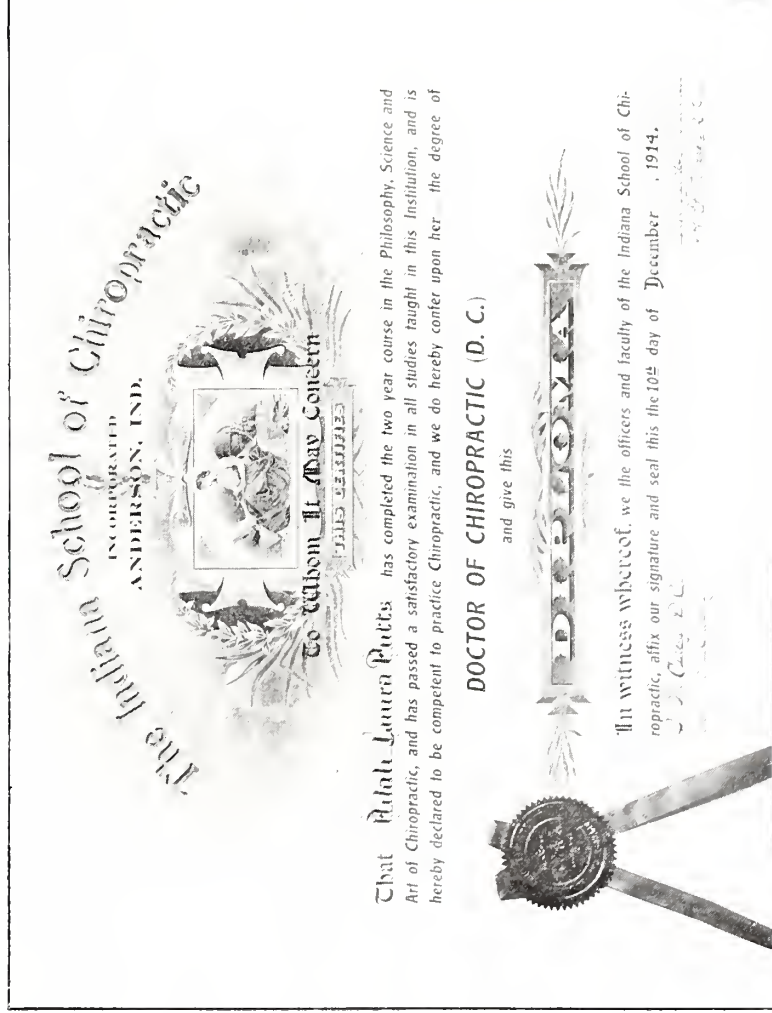 The Indiana School of Chiropractic
INCORPORATED
ANDERSON, IND.
To Whom It May Concern
THIS CERTIFIES
That Laura Putts has completed the two year course in the Philosophy, Science and
Art of Chiropractic, and has passed a satisfactory examination in all studies taught in this Institution, and is
hereby declared to be competent to practice Chiropractic, and we do hereby confer upon her the degree of
DOCTOR OF CHIROPRACTIC (D. C.)
and give this
DIPLOMA
In witness whereof, we the officers and faculty of the Indiana School of Chi-
ropractic, affix our signature and seal this the 10th day of December , 1914.